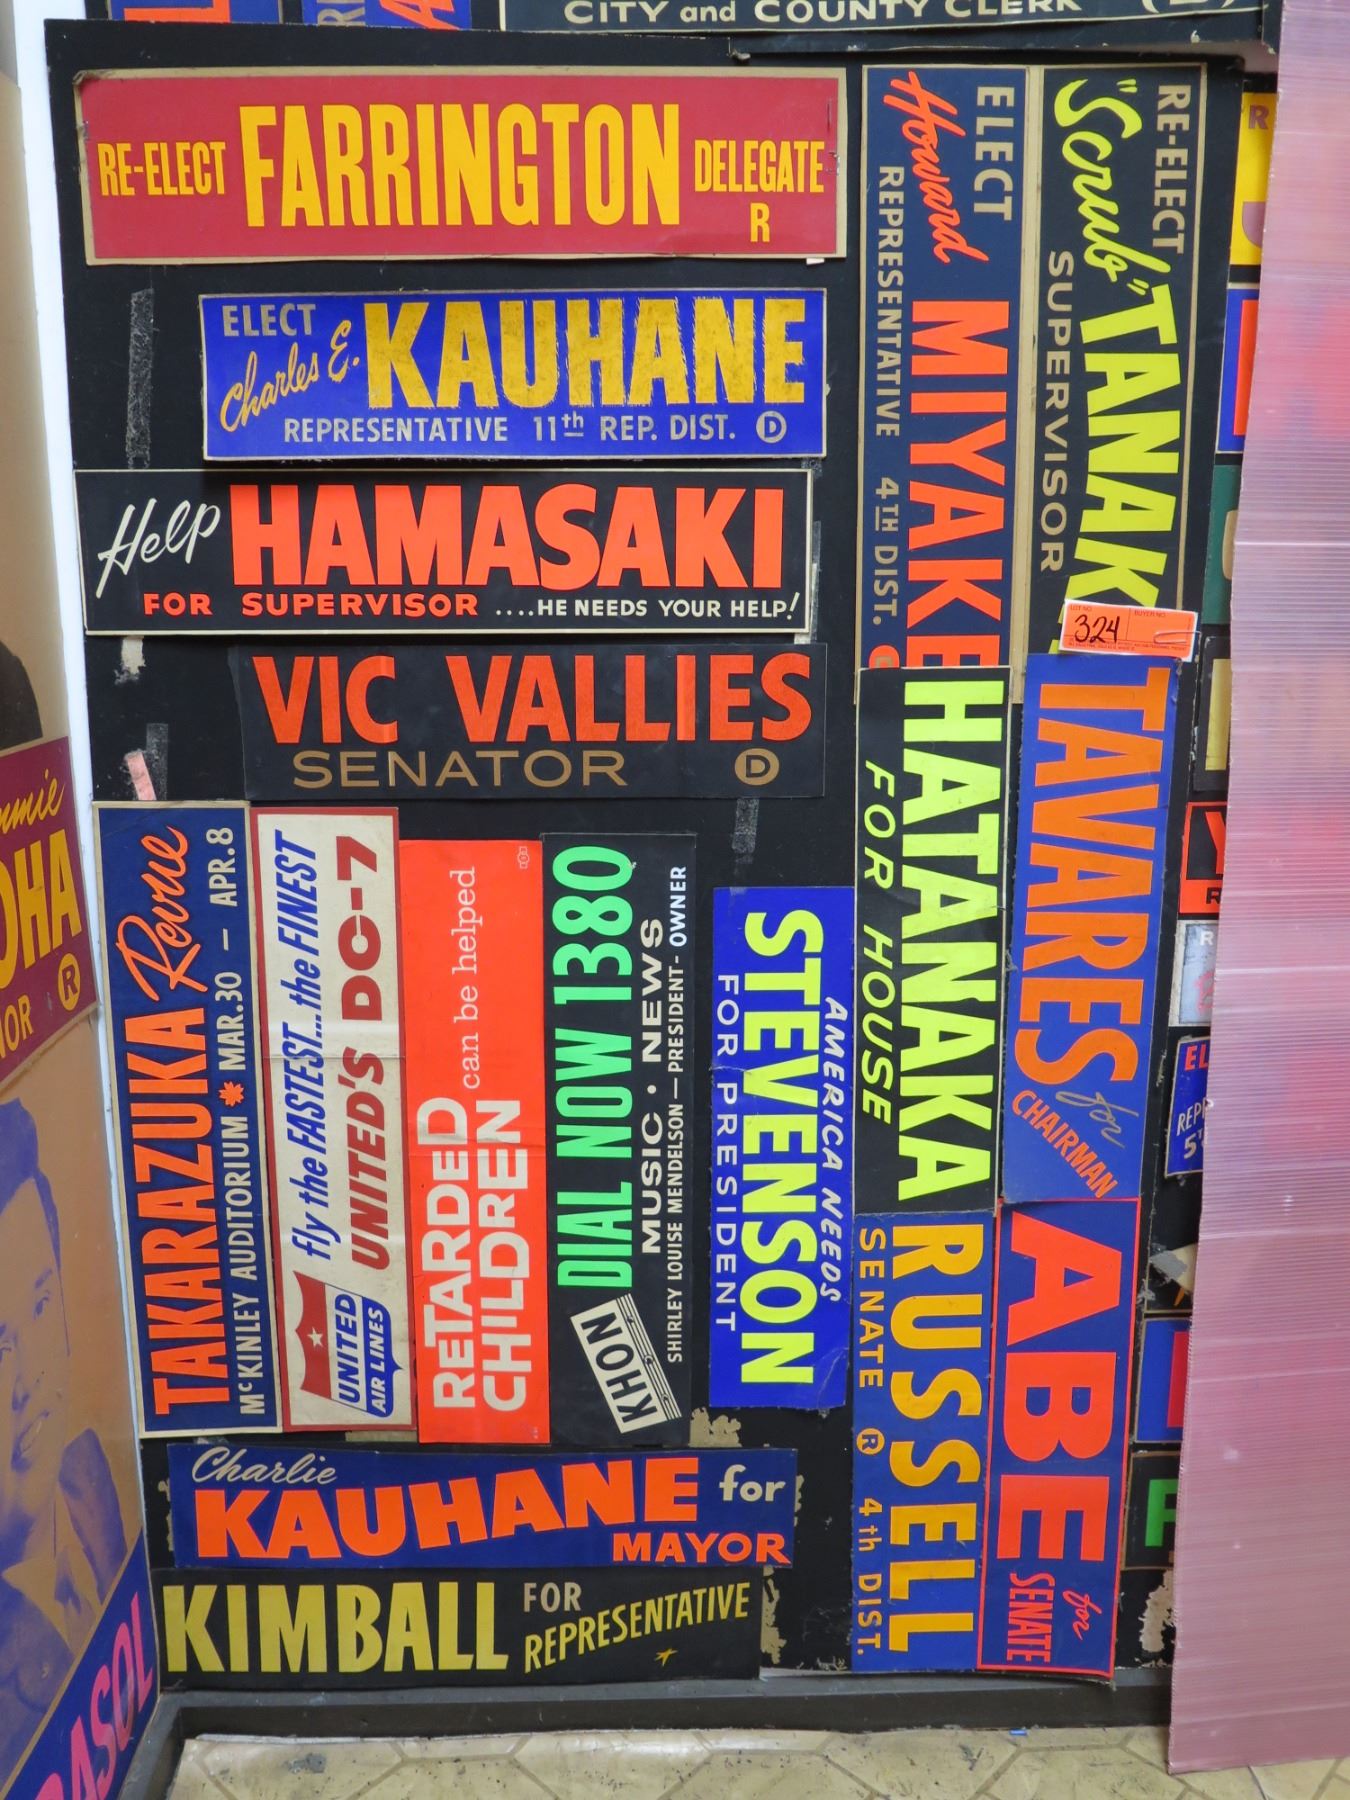 CITY and COUNTY CLERK
RE-ELECT FARRINGTON DELEGATE
R
ELECT
Charles E. KAUHANE
REPRESENTATIVE 11th REP. DIST. D
Help HAMASAKI
FOR SUPERVISOR ....HE NEEDS YOUR HELP!
VIC VALLIES
SENATOR D
ELECT
Howard MIYAKE
REPRESENTATIVE 4TH DIST.
RE-ELECT
"Scrub" TANAK
SUPERVISOR
LOT NO. BUYER NO.
324
HATANAKA
FOR HOUSE
TAVARES
for
CHAIRMAN
TAKARAZUKA Revue
McKINLEY AUDITORIUM MAR.30 - APR.8
fly the FASTEST...the FINEST
UNITED'S DC-7
UNITED
AIR LINES
RETARDED
CHILDREN
can be helped
DIAL NOW 1380
KHON
MUSIC · NEWS
SHIRLEY LOUISE MENDELSON — PRESIDENT - OWNER
AMERICA NEEDS
STEVENSON
FOR PRESIDENT
RUSSELL
SENATE R 4th DIST.
ABE
for
SENATE
Charlie
KAUHANE for
MAYOR
KIMBALL FOR
REPRESENTATIVE